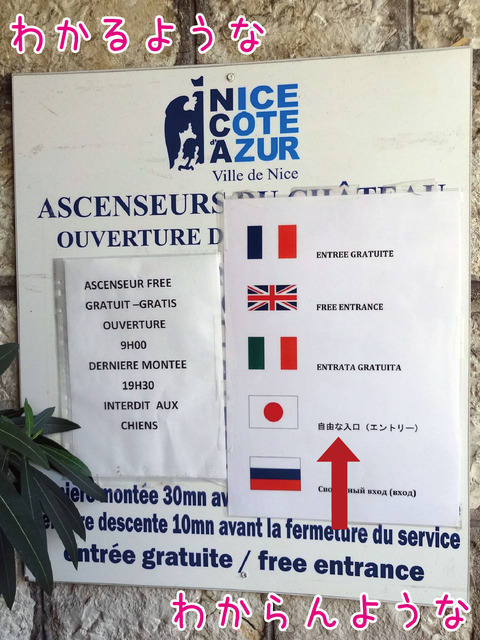 わかるような
NICE
CÔTE
d'AZUR
Ville de Nice
ASCENSEURS DU CHÂTEAU
OUVERTURE
ASCENSEUR FREE
GRATUIT –GRATIS
OUVERTURE
9H00
DERNIERE MONTEE
19H30
INTERDIT AUX
CHIENS
ENTREE GRATUITE
FREE ENTRANCE
ENTRATA GRATUITA
自由な入口（エントリー）
вход (вход)
montée 30mn
descente 10mn avant la fermeture du service
entrée gratuite / free entrance
わからんような